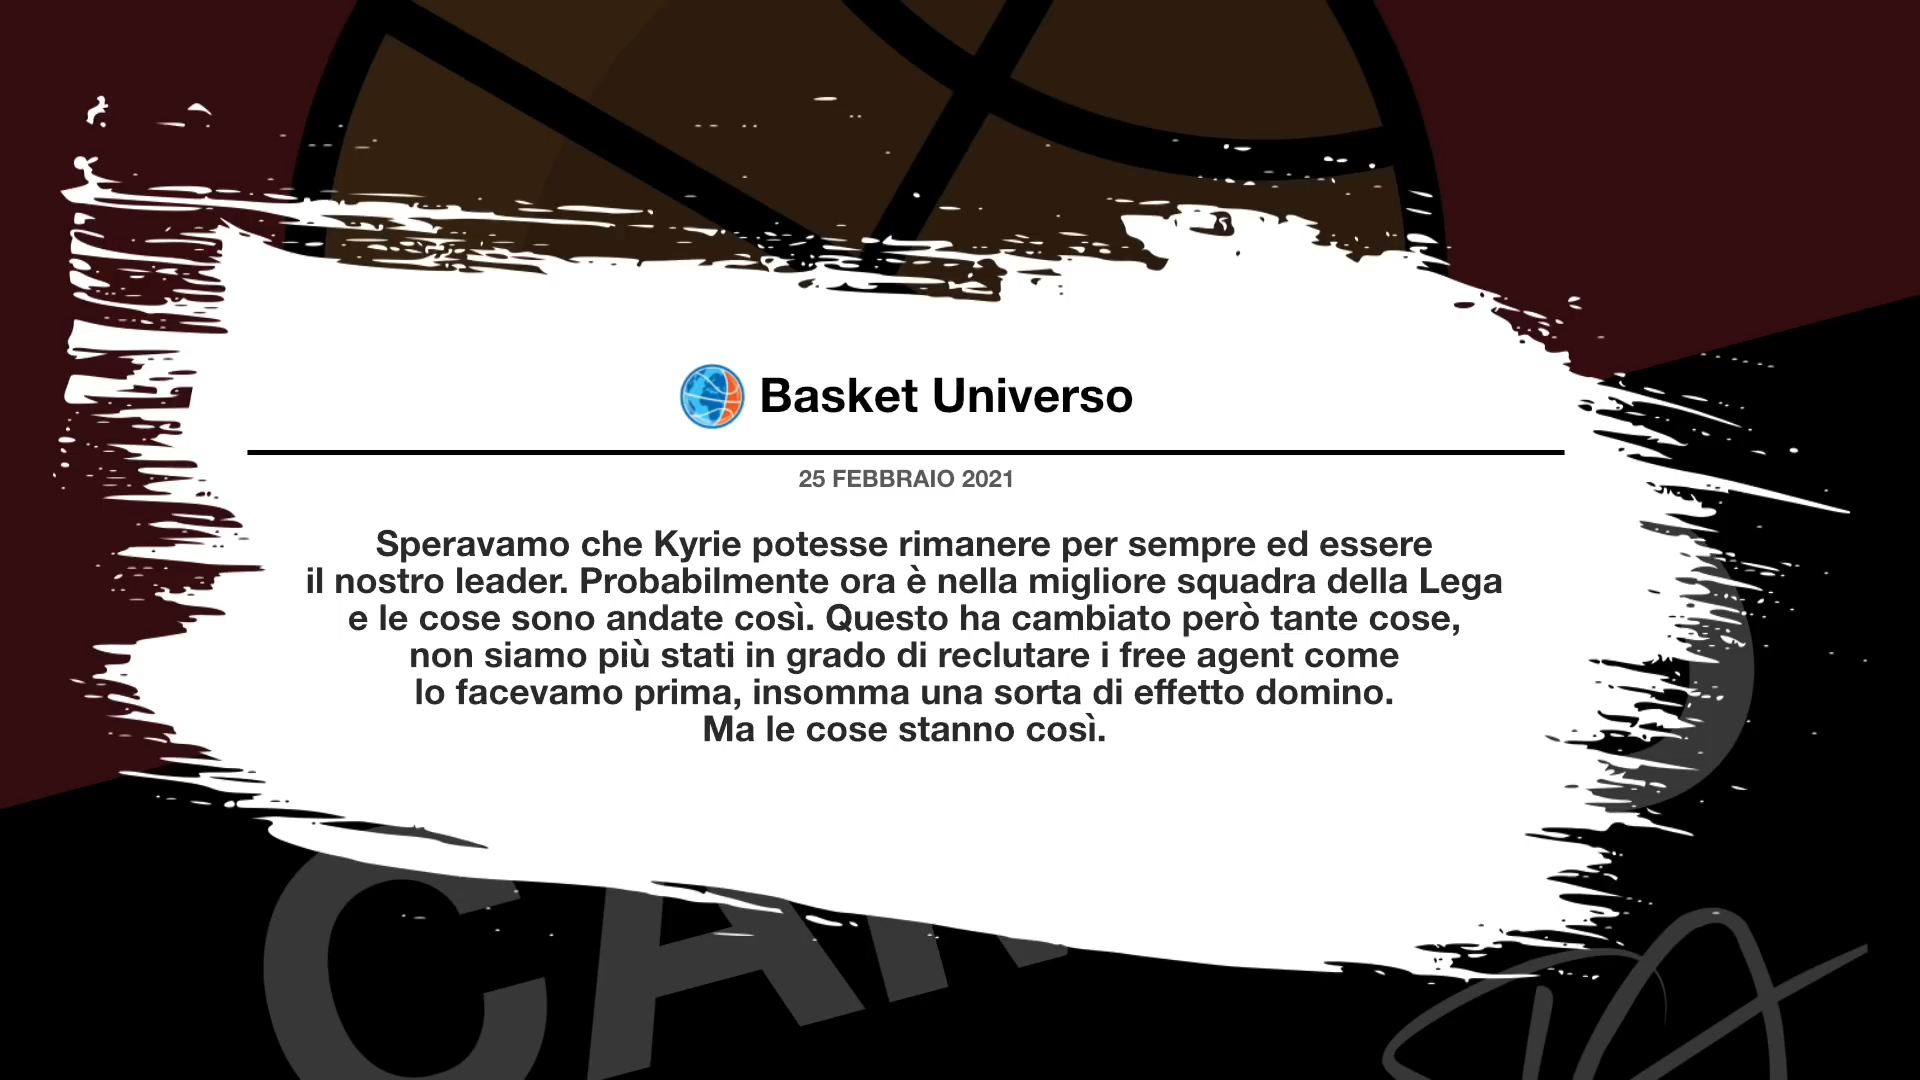 Basket Universo
25 FEBBRAIO 2021
Speravamo che Kyrie potesse rimanere per sempre ed essere
il nostro leader. Probabilmente ora è nella migliore squadra della Lega
e le cose sono andate così. Questo ha cambiato però tante cose,
non siamo più stati in grado di reclutare i free agent come
lo facevamo prima, insomma una sorta di effetto domino.
Ma le cose stanno così.